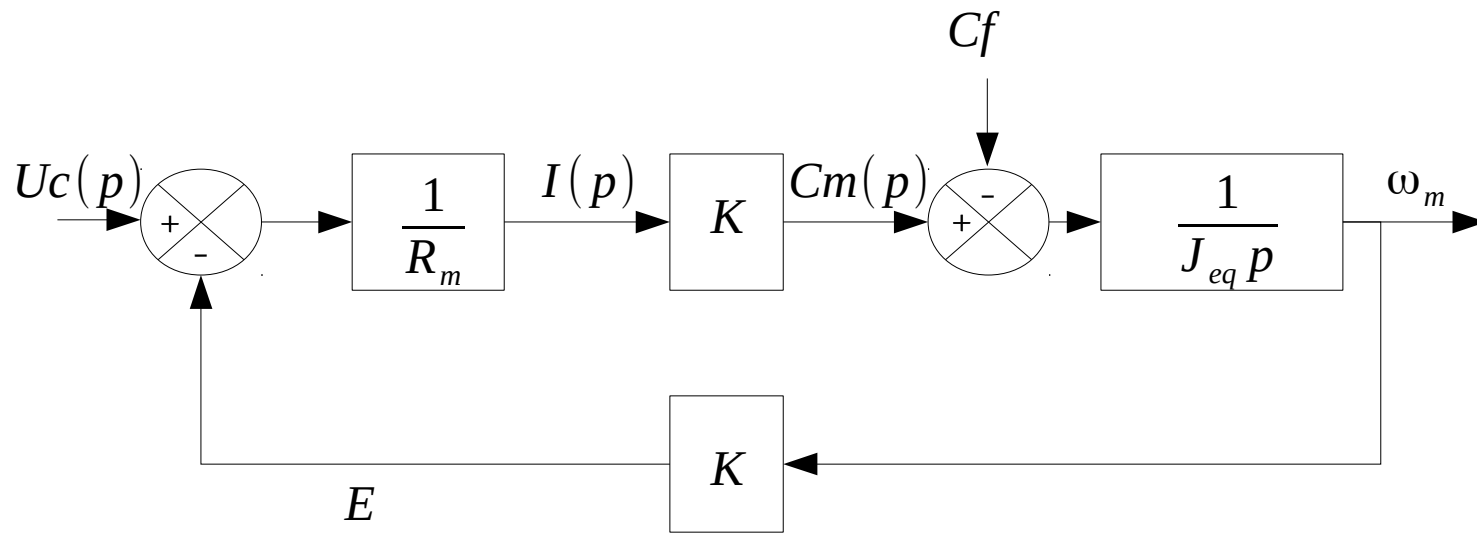 Cf
Uc(p)
+
-
1
R_m
I(p)
K
Cm(p)
-
+
1
J_eq p
ω_m
K
E